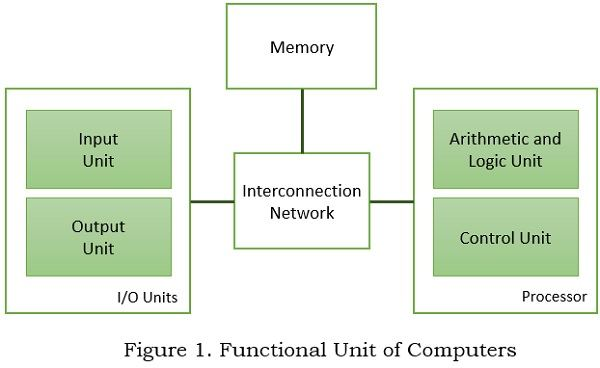 Memory
Input
Unit
Output
Unit
I/O Units
Interconnection
Network
Arithmetic and
Logic Unit
Control Unit
Processor
Figure 1. Functional Unit of Computers